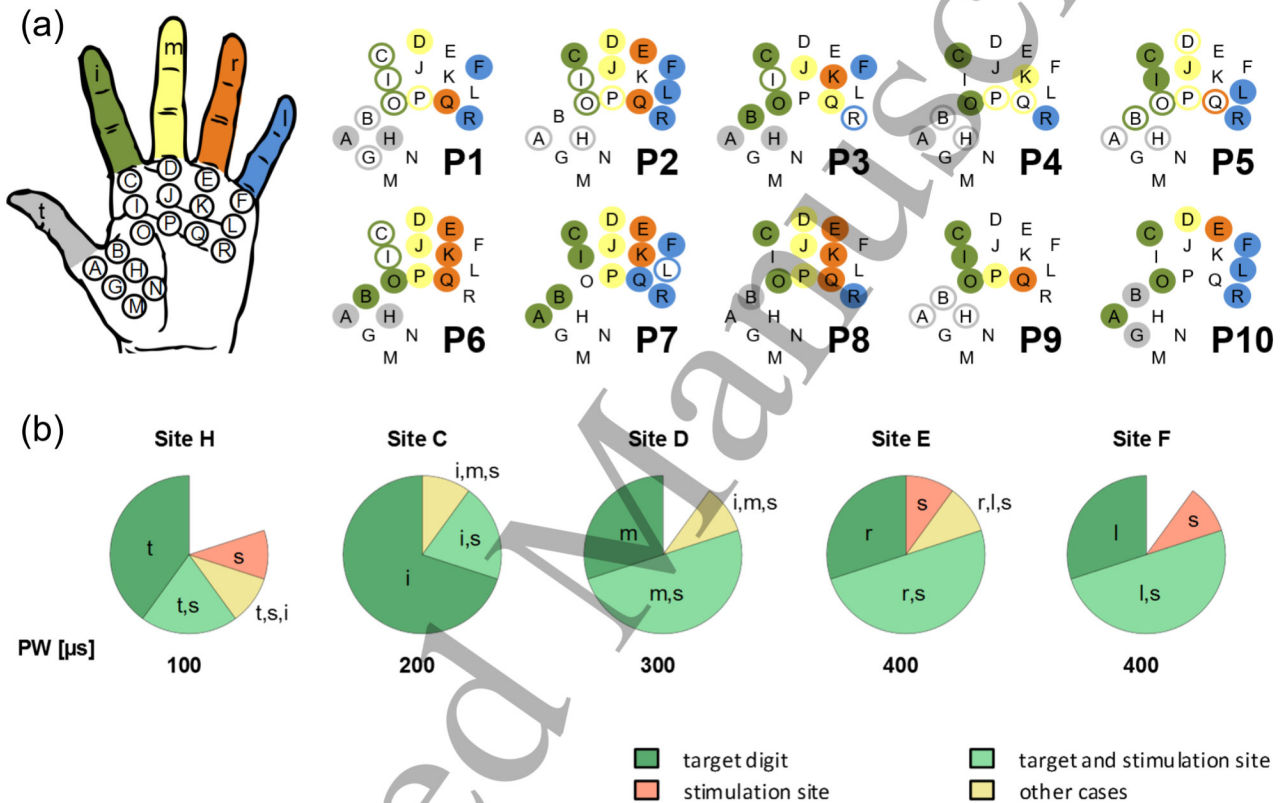 (a)
i m r l t
C D E F
I J K L
O P Q R
B A H G N M
D E
C J F
I K
O P Q L
B R
A H
G N P1
M
D E
C J F
I K L
O P Q R
B
A H
G N P2
M
D E
C J K F
I L
O P Q R
B
A H
G N P3
M
D E
C J K F
I L
O P Q R
B
A H
G N P4
M
D E
C J K F
I L
O P Q R
B
A H
G N P5
M
D E
C J K F
I L
O P Q R
B
A H
G N P6
M
D E
C J K F
I L
O P Q R
B
A H
G N P7
M
D E
C J K F
I L
O P Q R
B
A H
G N P8
M
D E
C J K F
I L
O P Q R
B
A H
G N P9
M
D E
C J K F
I L
O P Q R
B
A H
G N P10
M
(b)
Site H Site C Site D Site E Site F
t s t,s t,s,i
i i,s i,m,s
m m,s i,m,s
r s r,s r,l,s
l s l,s
PW [µs]
100 200 300 400 400
target digit
target and stimulation site
stimulation site
other cases